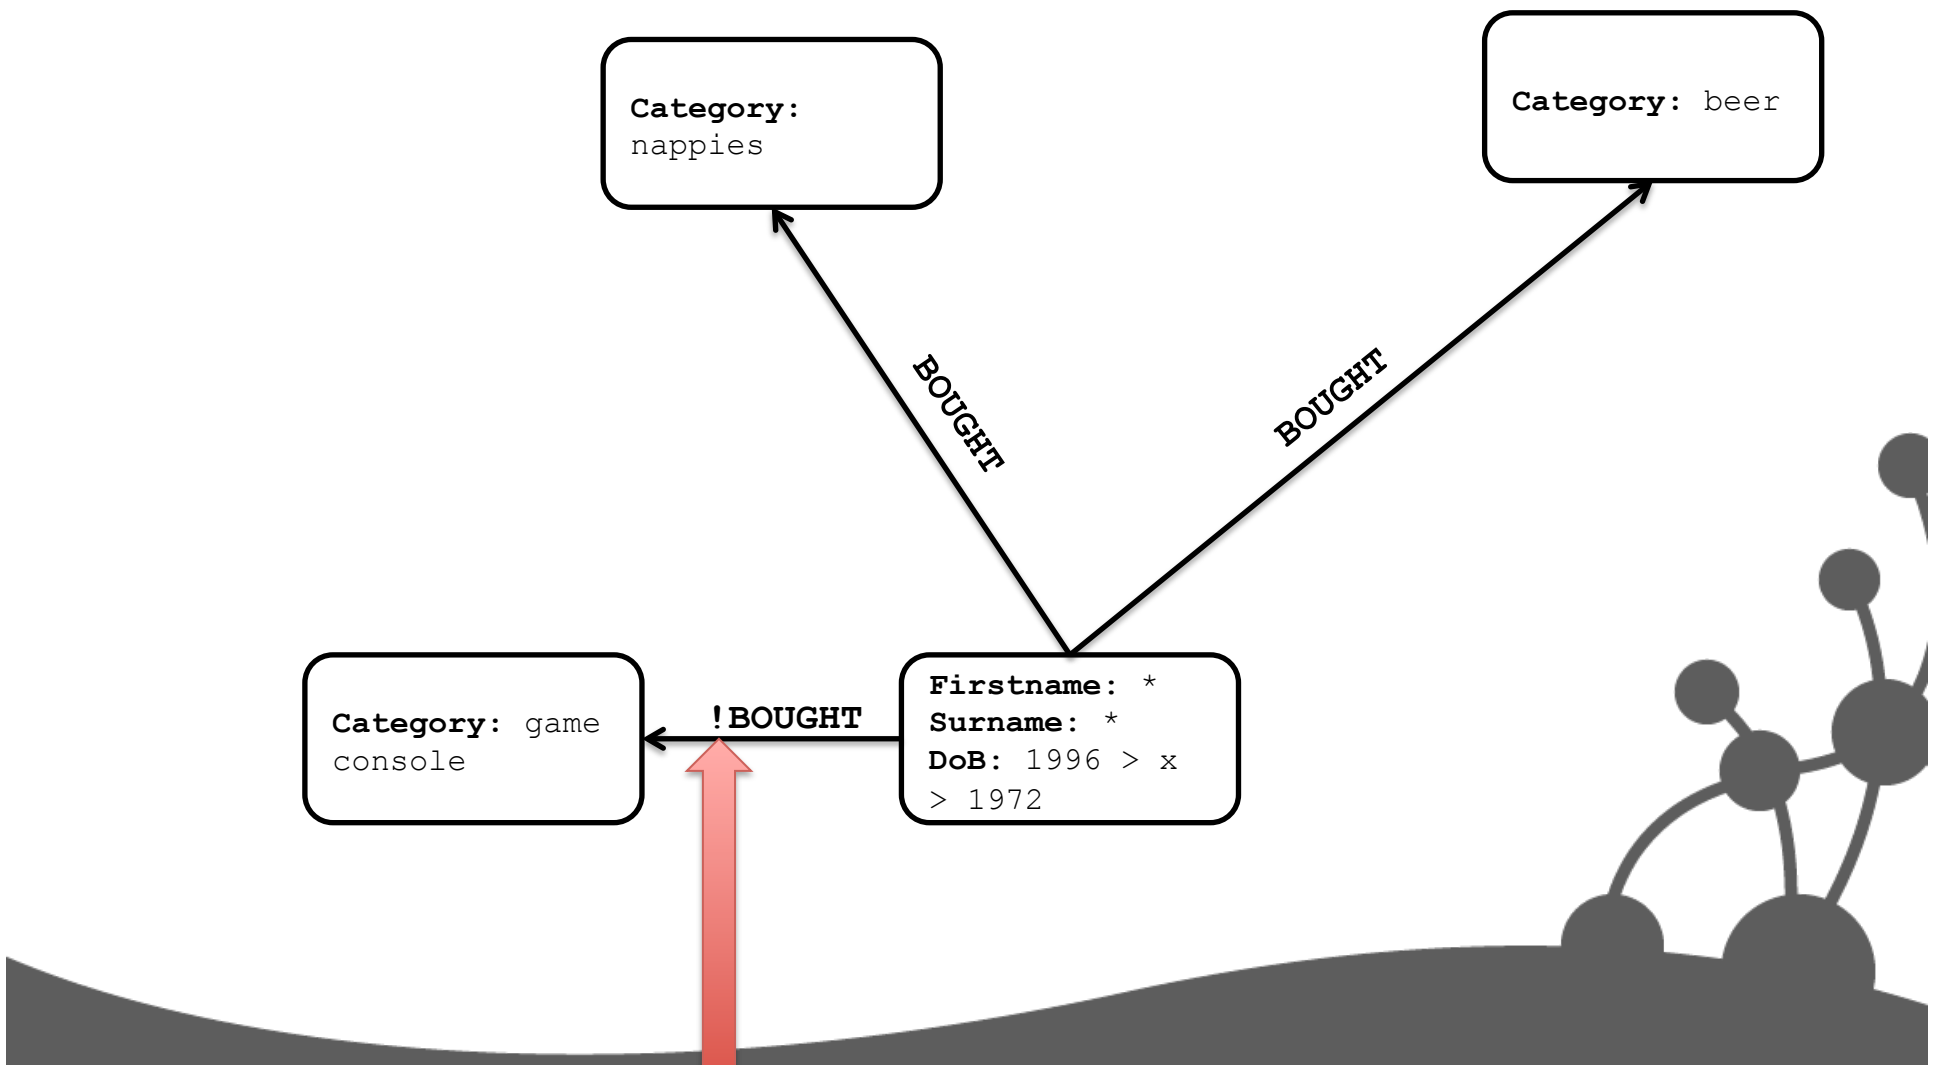 Category:
nappies
Category: beer
BOUGHT
BOUGHT
Category: game
console
!BOUGHT
Firstname: *
Surname: *
DoB: 1996 > x
> 1972